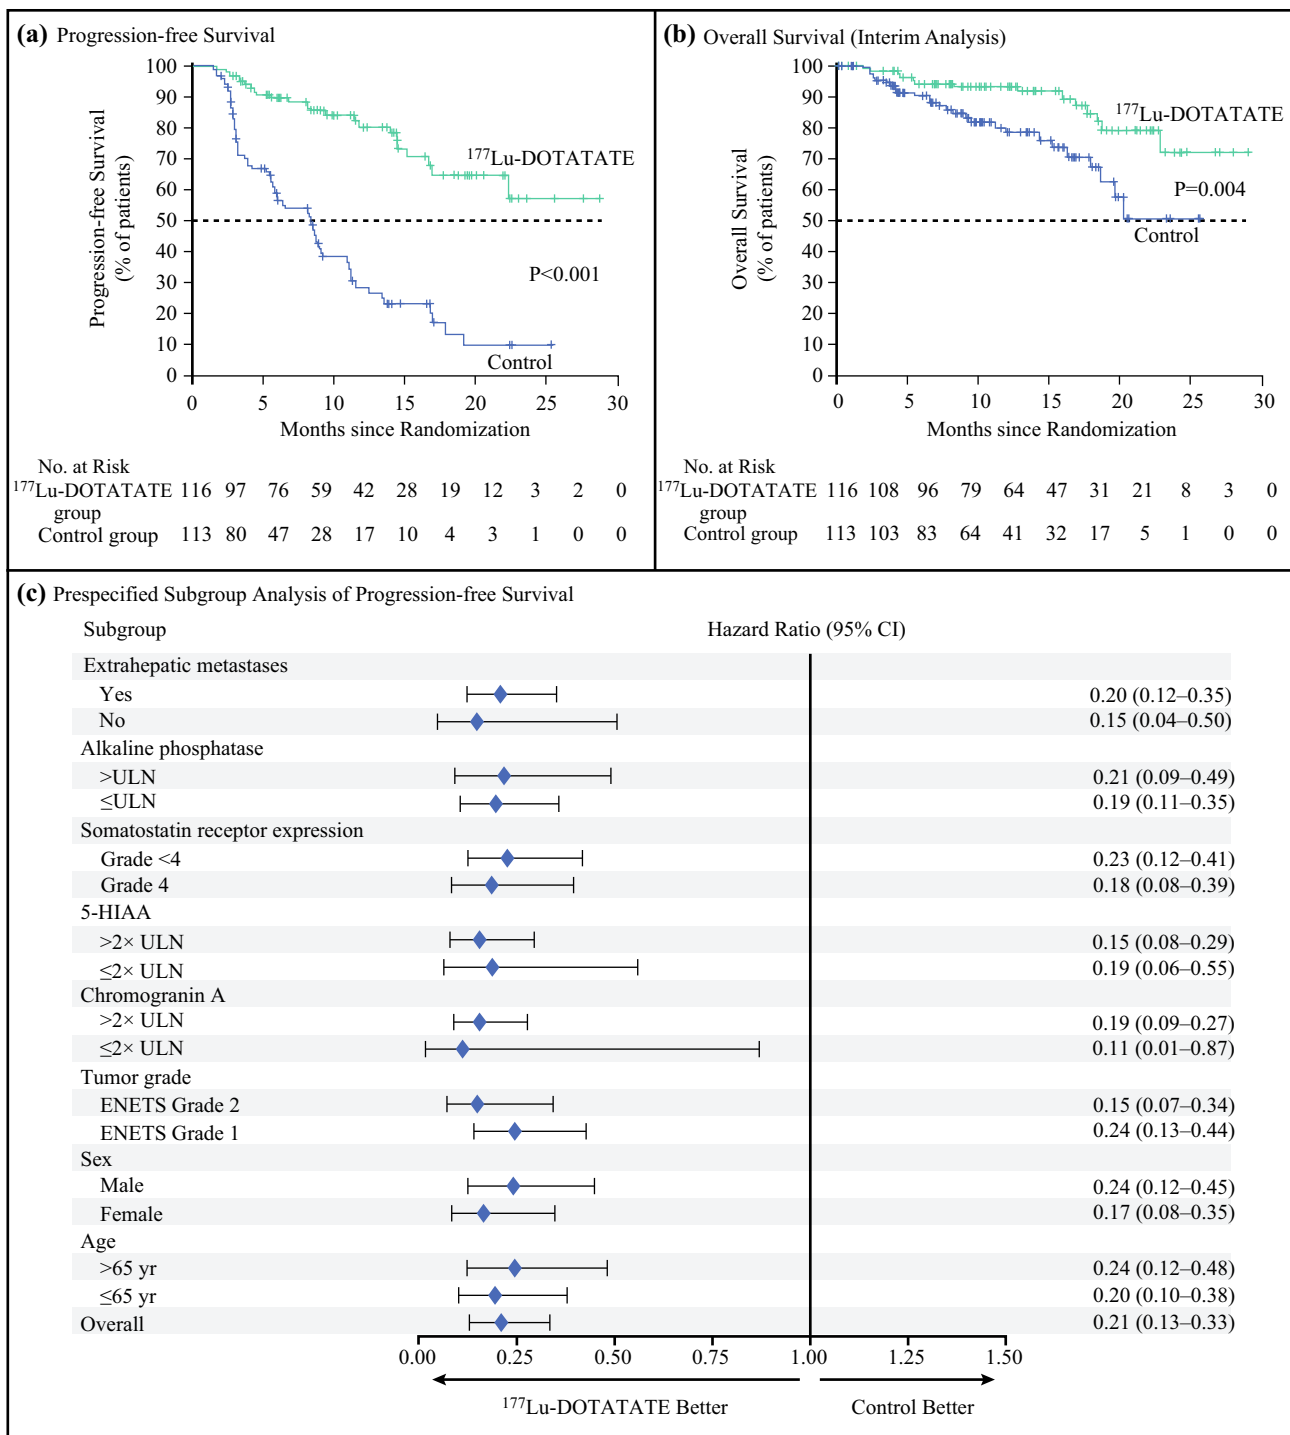 (a) Progression-free Survival
100
90
80
70
60
50
40
30
20
10
0
Progression-free Survival
(% of patients)
¹⁷⁷Lu-DOTATATE
P<0.001
Control
0 5 10 15 20 25 30
Months since Randomization
No. at Risk
¹⁷⁷Lu-DOTATATE 116 97 76 59 42 28 19 12 3 2 0
group
Control group 113 80 47 28 17 10 4 3 1 0 0
(b) Overall Survival (Interim Analysis)
100
90
80
70
60
50
40
30
20
10
0
Overall Survival
(% of patients)
¹⁷⁷Lu-DOTATATE
P=0.004
Control
0 5 10 15 20 25 30
Months since Randomization
No. at Risk
¹⁷⁷Lu-DOTATATE 116 108 96 79 64 47 31 21 8 3 0
group
Control group 113 103 83 64 41 32 17 5 1 0 0
(c) Prespecified Subgroup Analysis of Progression-free Survival
Subgroup Hazard Ratio (95% CI)
Extrahepatic metastases
Yes 0.20 (0.12–0.35)
No 0.15 (0.04–0.50)
Alkaline phosphatase
>ULN 0.21 (0.09–0.49)
≤ULN 0.19 (0.11–0.35)
Somatostatin receptor expression
Grade <4 0.23 (0.12–0.41)
Grade 4 0.18 (0.08–0.39)
5-HIAA
>2× ULN 0.15 (0.08–0.29)
≤2× ULN 0.19 (0.06–0.55)
Chromogranin A
>2× ULN 0.19 (0.09–0.27)
≤2× ULN 0.11 (0.01–0.87)
Tumor grade
ENETS Grade 2 0.15 (0.07–0.34)
ENETS Grade 1 0.24 (0.13–0.44)
Sex
Male 0.24 (0.12–0.45)
Female 0.17 (0.08–0.35)
Age
>65 yr 0.24 (0.12–0.48)
≤65 yr 0.20 (0.10–0.38)
Overall 0.21 (0.13–0.33)
0.00 0.25 0.50 0.75 1.00 1.25 1.50
¹⁷⁷Lu-DOTATATE Better Control Better